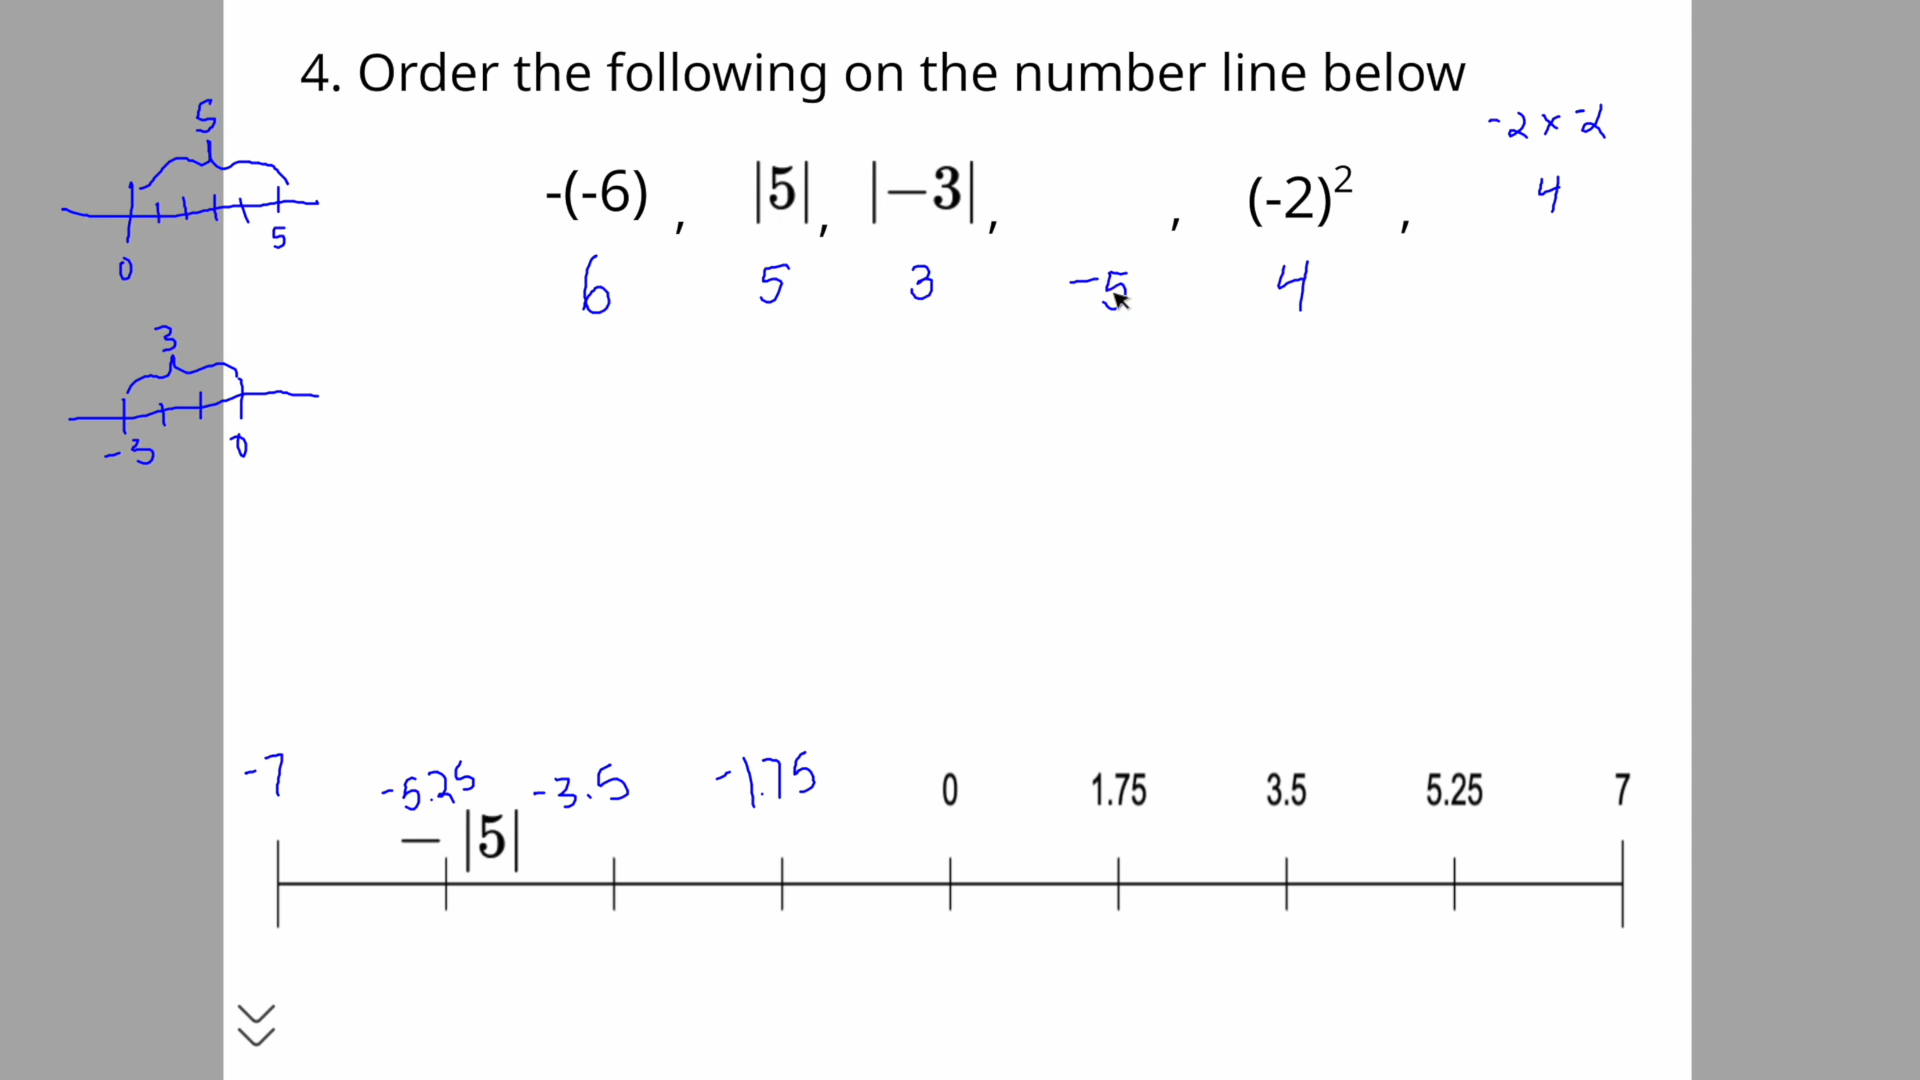 4. Order the following on the number line below
-2 x -2
-(-6) , |5|, |−3|, , (-2)² , 4
6 5 3 -5 4
5
0 5
3
-3 0
-7 -5.25 -3.5 -1.75 0 1.75 3.5 5.25 7
− |5|